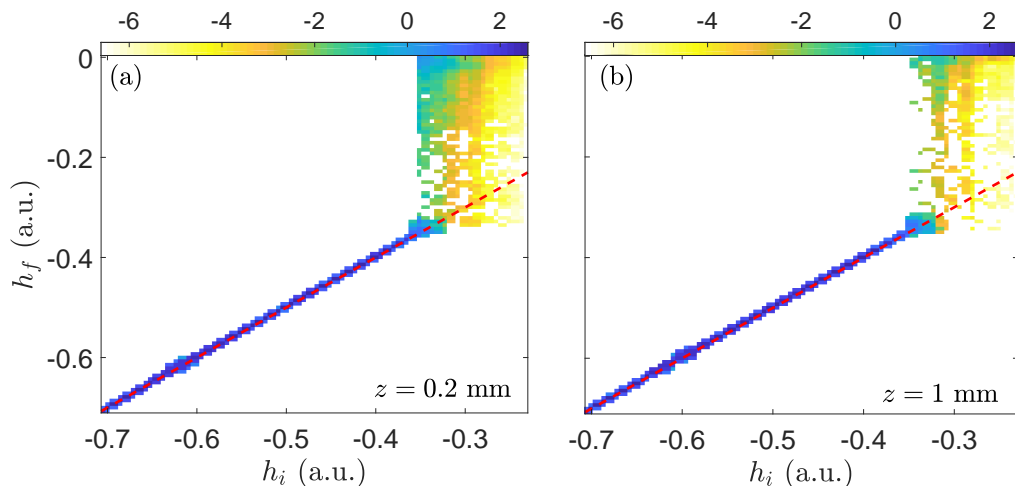 -6 -4 -2 0 2
-6 -4 -2 0 2
(a)
(b)
0
-0.2
-0.4
-0.6
h_f (a.u.)
z = 0.2 mm
z = 1 mm
-0.7 -0.6 -0.5 -0.4 -0.3
-0.7 -0.6 -0.5 -0.4 -0.3
h_i (a.u.)
h_i (a.u.)